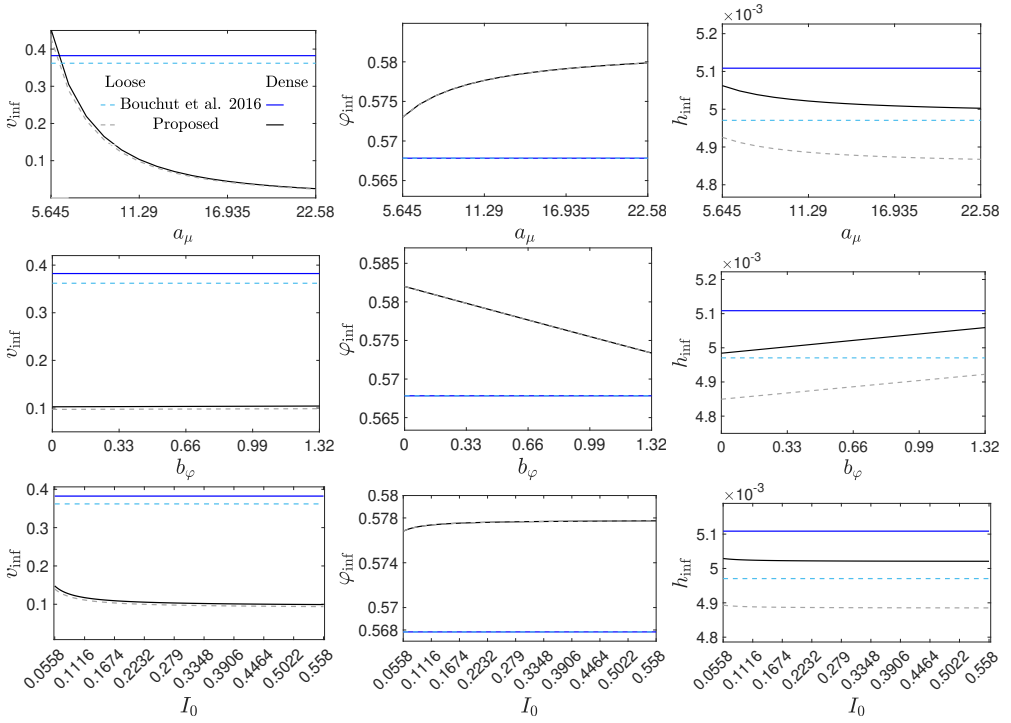 0.4
0.3
0.2
0.1
v_inf
Loose Dense
Bouchut et al. 2016
Proposed
5.645 11.29 16.935 22.58
a_μ
0.58
0.575
0.57
0.565
φ_inf
5.645 11.29 16.935 22.58
a_μ
×10⁻³
5.2
5.1
5
4.9
4.8
h_inf
5.645 11.29 16.935 22.58
a_μ
0.4
0.3
0.2
0.1
v_inf
0 0.33 0.66 0.99 1.32
b_φ
0.585
0.58
0.575
0.57
0.565
φ_inf
0 0.33 0.66 0.99 1.32
b_φ
×10⁻³
5.2
5.1
5
4.9
4.8
h_inf
0 0.33 0.66 0.99 1.32
b_φ
0.4
0.3
0.2
0.1
v_inf
0.0558 0.1116 0.1674 0.2232 0.279 0.3348 0.3906 0.4464 0.5022 0.558
I_0
0.58
0.578
0.574
0.57
0.568
φ_inf
0.0558 0.1116 0.1674 0.2232 0.279 0.3348 0.3906 0.4464 0.5022 0.558
I_0
×10⁻³
5.1
5
4.9
4.8
h_inf
0.0558 0.1116 0.1674 0.2232 0.279 0.3348 0.3906 0.4464 0.5022 0.558
I_0